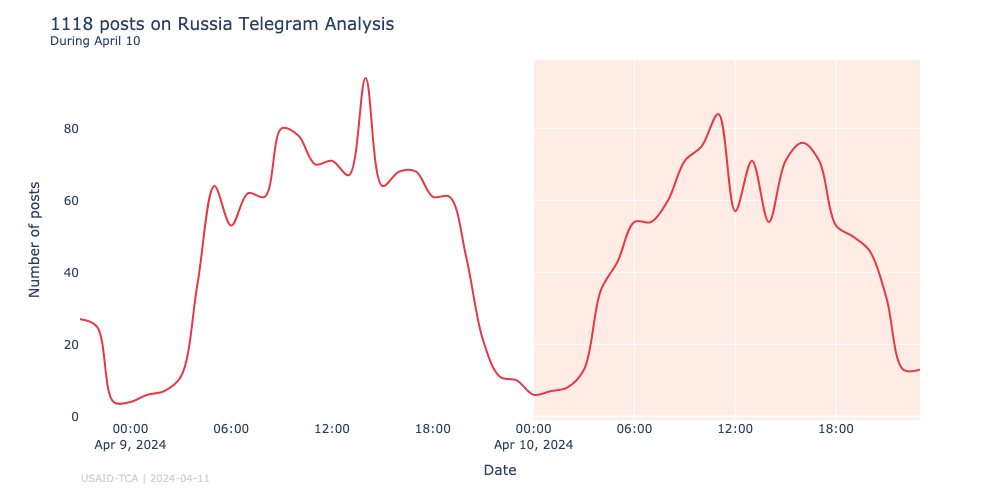 1118 posts on Russia Telegram Analysis
During April 10
Number of posts
80
60
40
20
0
00:00 06:00 12:00 18:00 00:00 06:00 12:00 18:00
Apr 9, 2024 Apr 10, 2024
Date
USAID-TCA | 2024-04-11